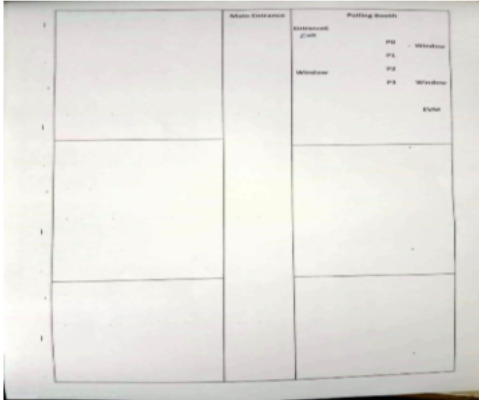 Main Entrance
Polling Booth
Entrance&
Exit
P0
Window
P1
P2
Window
P3
Window
EVM